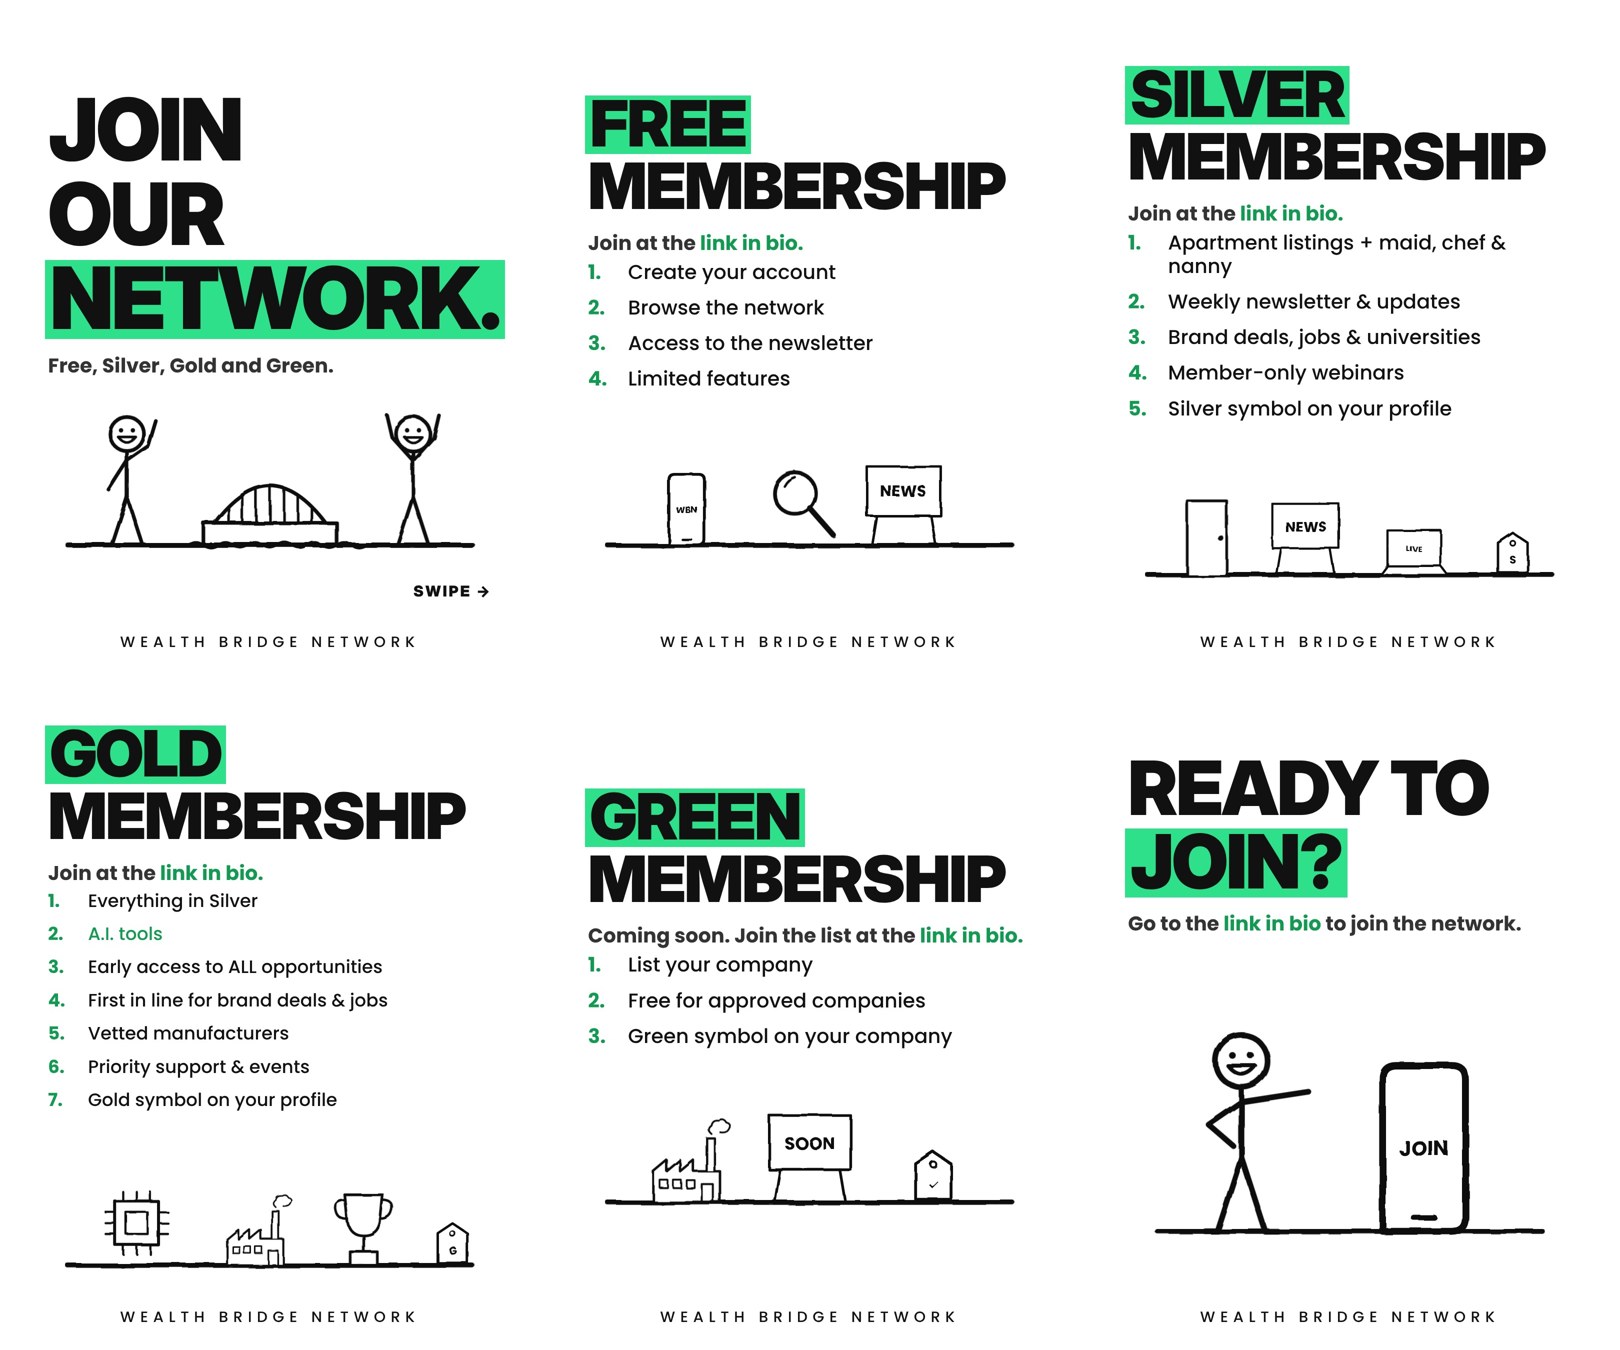 JOIN
OUR
NETWORK.
Free, Silver, Gold and Green.
SWIPE →
WEALTH BRIDGE NETWORK
FREE
MEMBERSHIP
Join at the link in bio.
1. Create your account
2. Browse the network
3. Access to the newsletter
4. Limited features
WBN
NEWS
WEALTH BRIDGE NETWORK
SILVER
MEMBERSHIP
Join at the link in bio.
1. Apartment listings + maid, chef &
nanny
2. Weekly newsletter & updates
3. Brand deals, jobs & universities
4. Member-only webinars
5. Silver symbol on your profile
NEWS
LIVE
S
WEALTH BRIDGE NETWORK
GOLD
MEMBERSHIP
Join at the link in bio.
1. Everything in Silver
2. A.I. tools
3. Early access to ALL opportunities
4. First in line for brand deals & jobs
5. Vetted manufacturers
6. Priority support & events
7. Gold symbol on your profile
G
WEALTH BRIDGE NETWORK
GREEN
MEMBERSHIP
Coming soon. Join the list at the link in bio.
1. List your company
2. Free for approved companies
3. Green symbol on your company
SOON
WEALTH BRIDGE NETWORK
READY TO
JOIN?
Go to the link in bio to join the network.
JOIN
WEALTH BRIDGE NETWORK